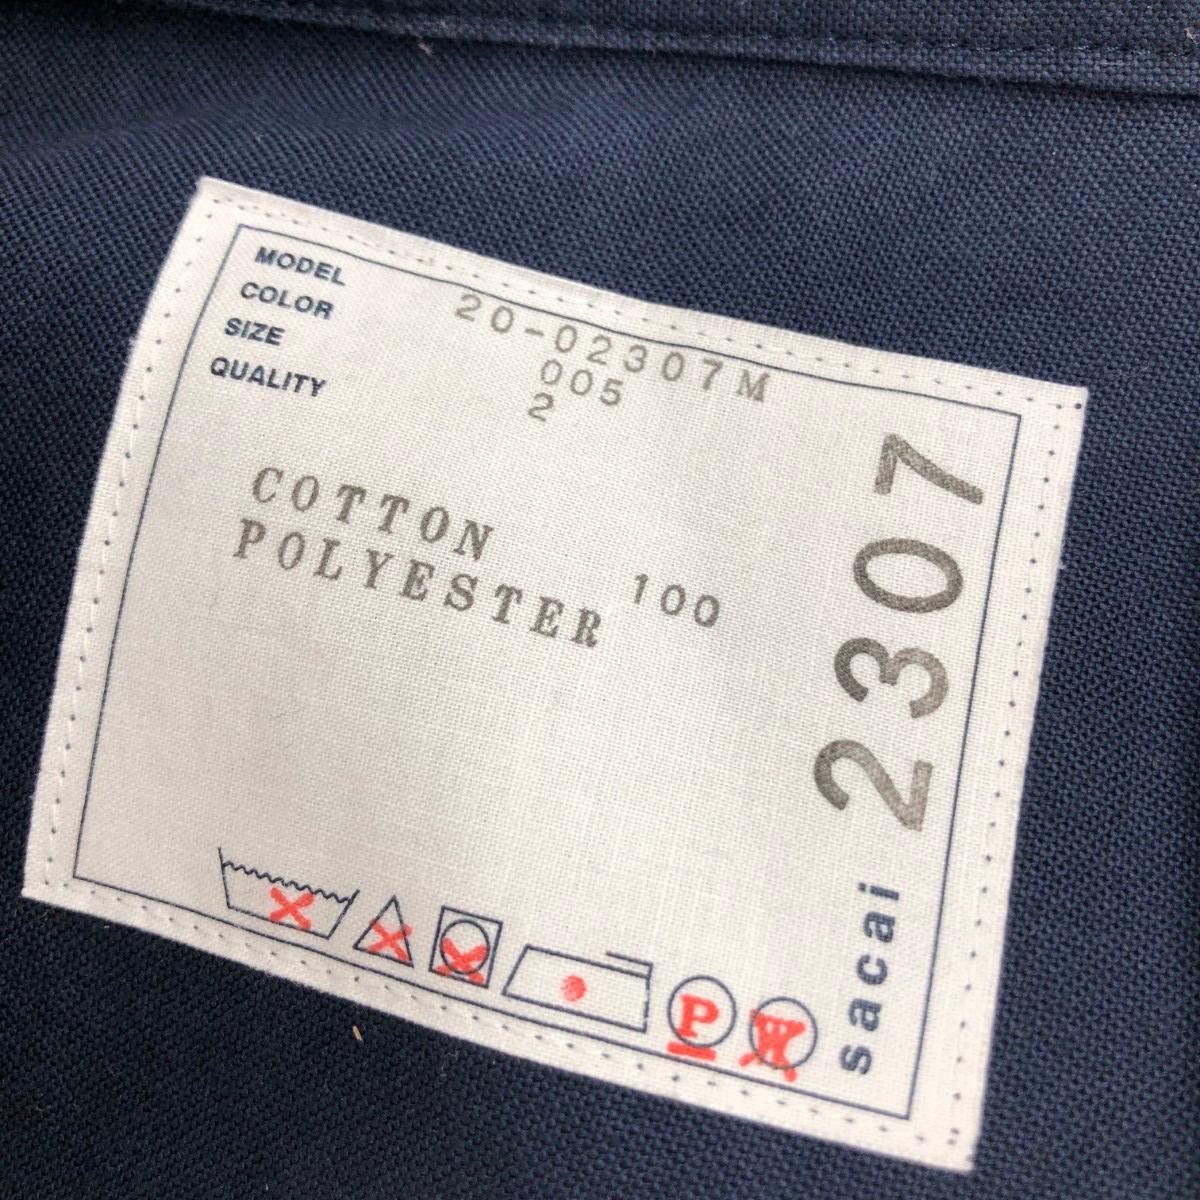 MODEL 20-02307M
COLOR 005
SIZE 2
QUALITY
COTTON
POLYESTER 100
2307
sacai
P
W